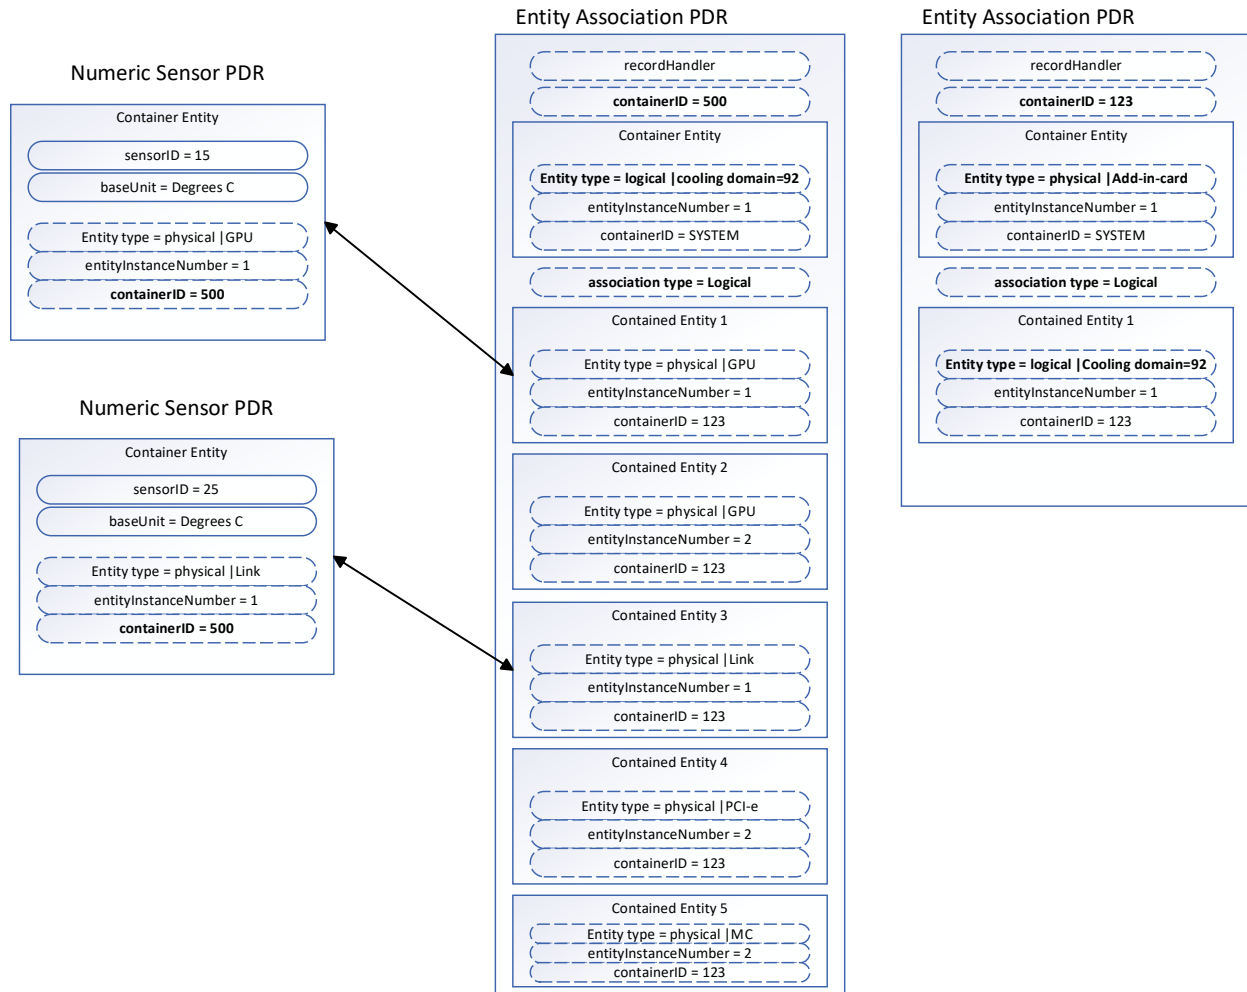 Numeric Sensor PDR
Container Entity
sensorID = 15
baseUnit = Degrees C
Entity type = physical |GPU
entityInstanceNumber = 1
containerID = 500
Numeric Sensor PDR
Container Entity
sensorID = 25
baseUnit = Degrees C
Entity type = physical |Link
entityInstanceNumber = 1
containerID = 500
Entity Association PDR
recordHandler
containerID = 500
Container Entity
Entity type = logical |cooling domain=92
entityInstanceNumber = 1
containerID = SYSTEM
association type = Logical
Contained Entity 1
Entity type = physical |GPU
entityInstanceNumber = 1
containerID = 123
Contained Entity 2
Entity type = physical |GPU
entityInstanceNumber = 2
containerID = 123
Contained Entity 3
Entity type = physical |Link
entityInstanceNumber = 1
containerID = 123
Contained Entity 4
Entity type = physical |PCI-e
entityInstanceNumber = 2
containerID = 123
Contained Entity 5
Entity type = physical |MC
entityInstanceNumber = 2
containerID = 123
Entity Association PDR
recordHandler
containerID = 123
Container Entity
Entity type = physical |Add-in-card
entityInstanceNumber = 1
containerID = SYSTEM
association type = Logical
Contained Entity 1
Entity type = logical |Cooling domain=92
entityInstanceNumber = 1
containerID = 123